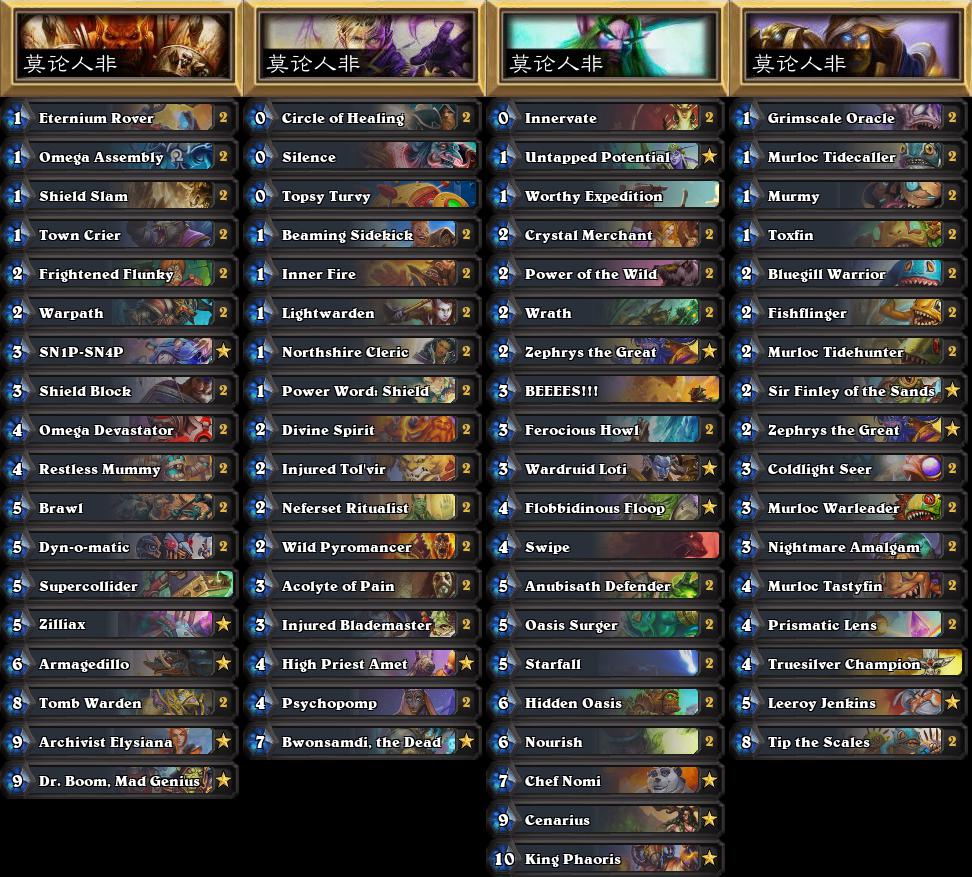 莫论人非
1 Eternium Rover 2
1 Omega Assembly 2
1 Shield Slam 2
1 Town Crier 2
2 Frightened Flunky 2
2 Warpath 2
3 SN1P-SN4P
3 Shield Block 2
4 Omega Devastator 2
4 Restless Mummy 2
5 Brawl 2
5 Dyn-o-matic 2
5 Supercollider
5 Zilliax
6 Armagedillo
8 Tomb Warden 2
9 Archivist Elysiana
9 Dr. Boom, Mad Genius
莫论人非
0 Circle of Healing 2
0 Silence
0 Topsy Turvy
1 Beaming Sidekick 2
1 Inner Fire 2
1 Lightwarden 2
1 Northshire Cleric 2
1 Power Word: Shield 2
2 Divine Spirit 2
2 Injured Tol'vir 2
2 Neferset Ritualist 2
2 Wild Pyromancer 2
3 Acolyte of Pain 2
3 Injured Blademaster 2
4 High Priest Amet
4 Psychopomp 2
7 Bwonsamdi, the Dead
莫论人非
0 Innervate 2
1 Untapped Potential
1 Worthy Expedition
2 Crystal Merchant 2
2 Power of the Wild 2
2 Wrath 2
2 Zephrys the Great
3 BEEEES!!!
3 Ferocious Howl 2
3 Wardruid Loti
4 Flobbidinous Floop
4 Swipe
5 Anubisath Defender 2
5 Oasis Surger 2
5 Starfall 2
6 Hidden Oasis 2
6 Nourish 2
7 Chef Nomi
9 Cenarius
10 King Phaoris
莫论人非
1 Grimscale Oracle 2
1 Murloc Tidecaller 2
1 Murmy 2
1 Toxfin 2
2 Bluegill Warrior 2
2 Fishflinger 2
2 Murloc Tidehunter 2
2 Sir Finley of the Sands
2 Zephrys the Great
3 Coldlight Seer 2
3 Murloc Warleader 2
3 Nightmare Amalgam 2
4 Murloc Tastyfin 2
4 Prismatic Lens 2
4 Truesilver Champion
5 Leeroy Jenkins
8 Tip the Scales 2